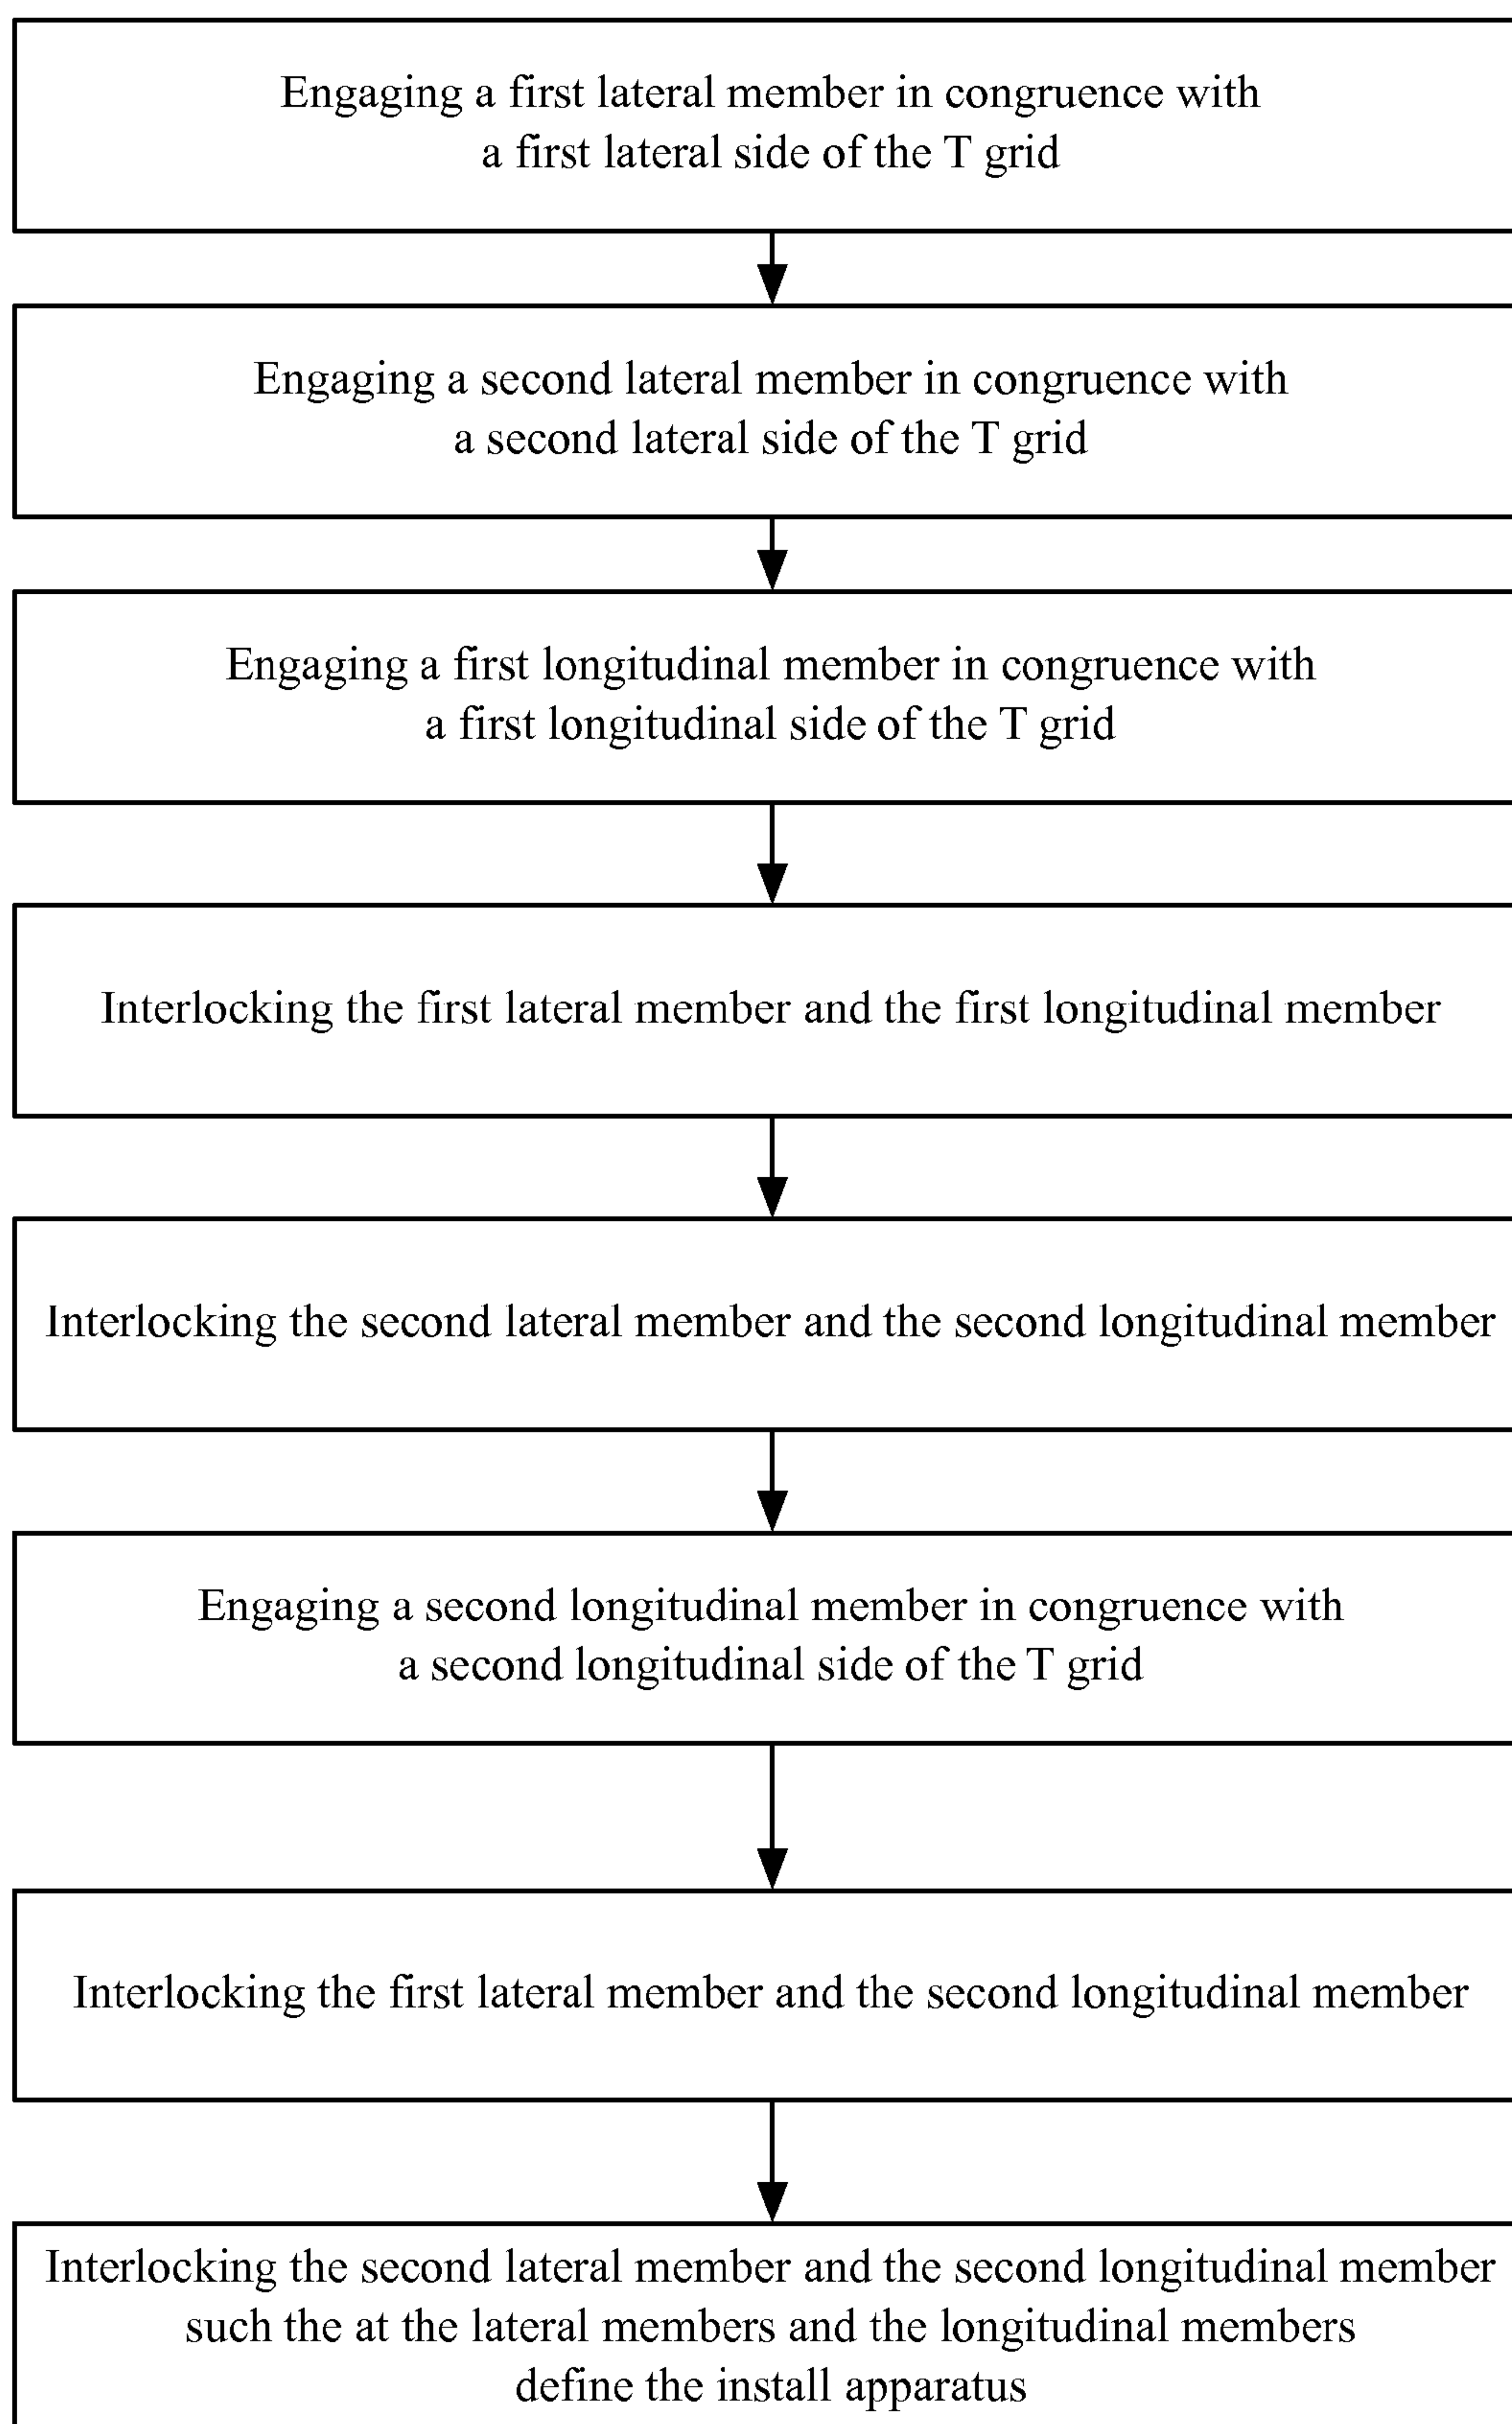 Engaging a first lateral member in congruence with
a first lateral side of the T grid
Engaging a second lateral member in congruence with
a second lateral side of the T grid
Engaging a first longitudinal member in congruence with
a first longitudinal side of the T grid
Interlocking the first lateral member and the first longitudinal member
Interlocking the second lateral member and the second longitudinal member
Engaging a second longitudinal member in congruence with
a second longitudinal side of the T grid
Interlocking the first lateral member and the second longitudinal member
Interlocking the second lateral member and the second longitudinal member
such the at the lateral members and the longitudinal members
define the install apparatus